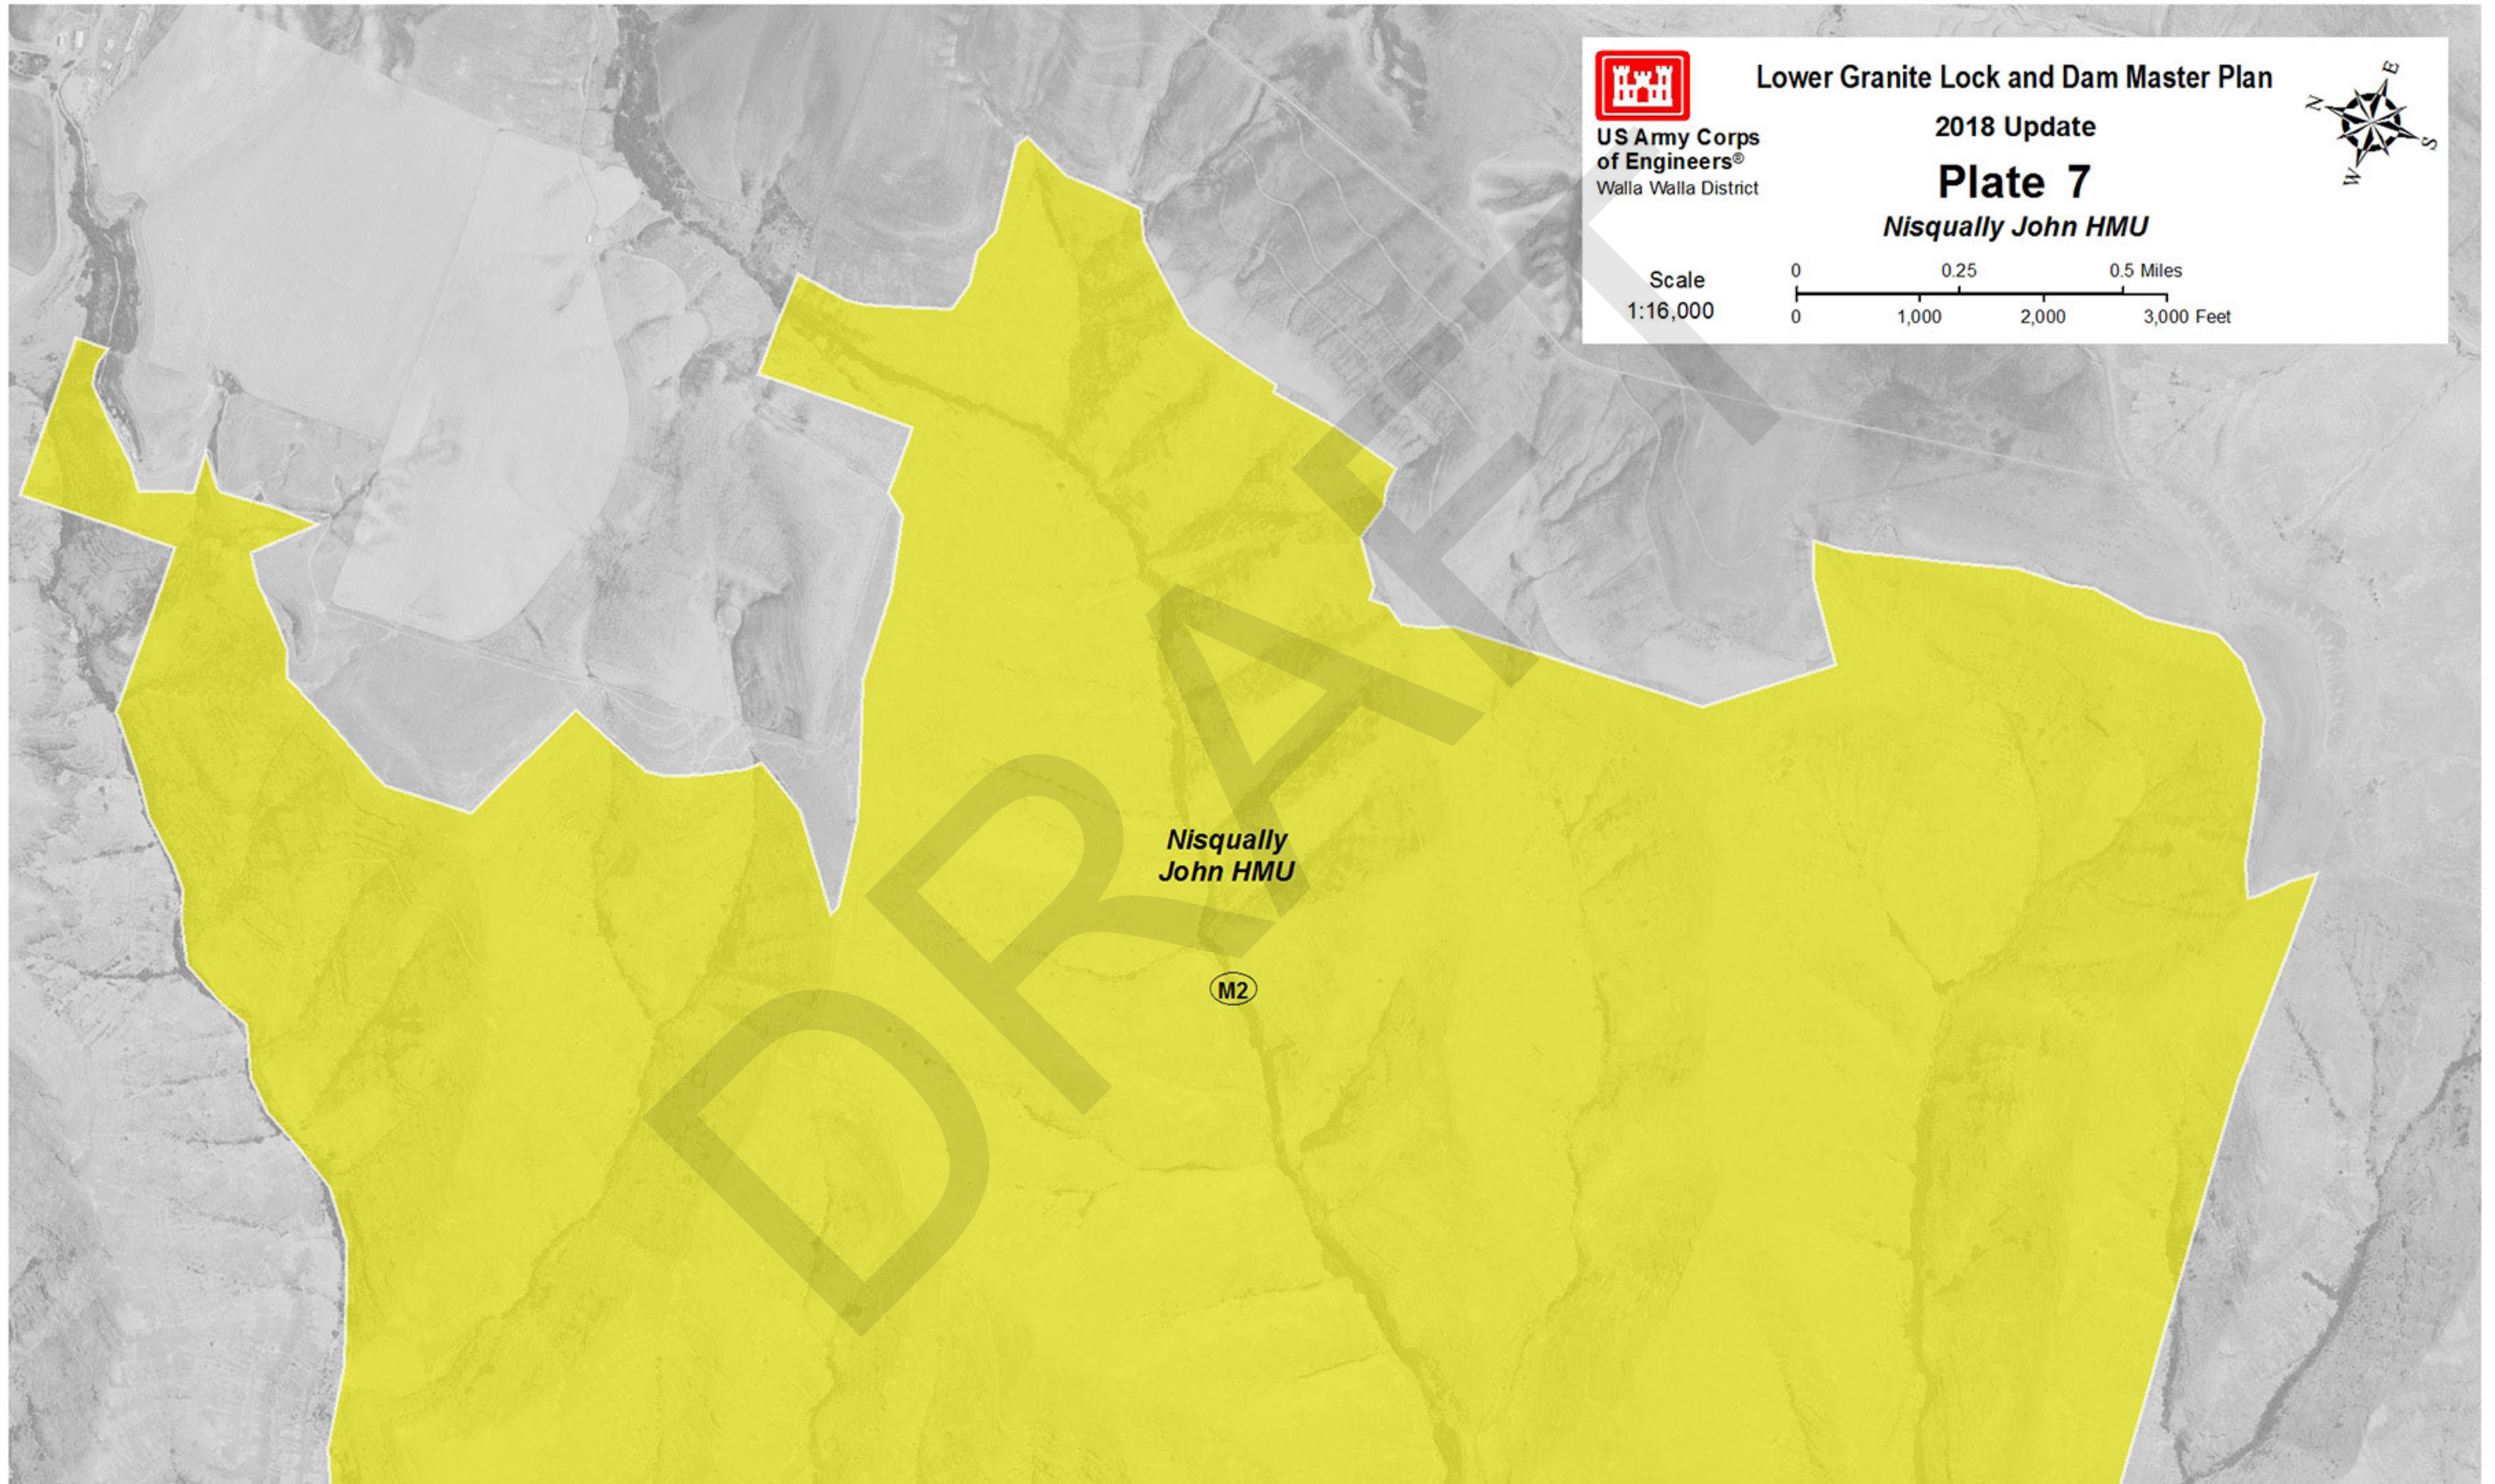 US Army Corps
of Engineers®
Walla Walla District
Lower Granite Lock and Dam Master Plan
2018 Update
Plate 7
Nisqually John HMU
N
E
S
W
Scale
1:16,000
0 0.25 0.5 Miles
0 1,000 2,000 3,000 Feet
Nisqually
John HMU
M2
DRAFT